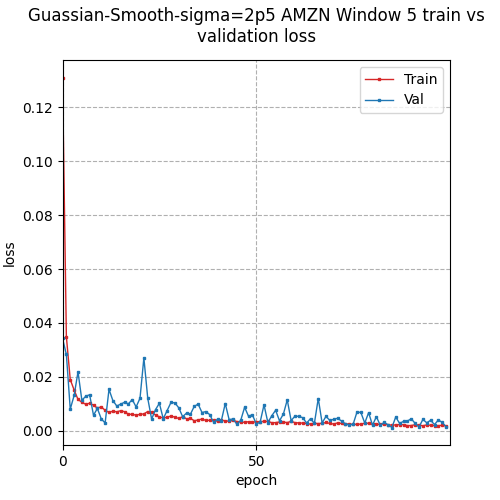 Guassian-Smooth-sigma=2p5 AMZN Window 5 train vs
validation loss
Train
Val
0.12
0.10
0.08
0.06
0.04
0.02
0.00
loss
0
50
epoch